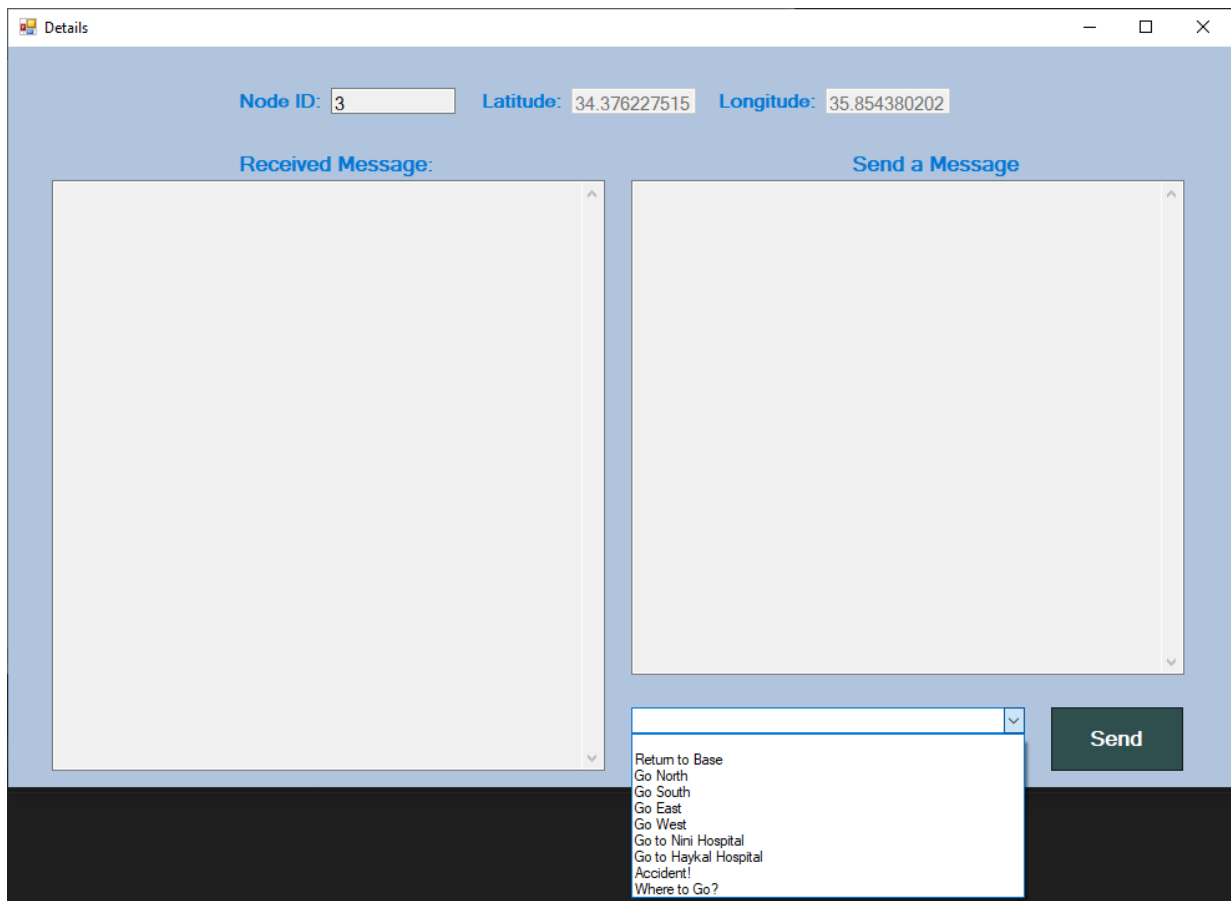 Details
Node ID: 3 Latitude: 34.376227515 Longitude: 35.854380202
Received Message: Send a Message
Send
Return to Base
Go North
Go South
Go East
Go West
Go to Nini Hospital
Go to Haykal Hospital
Accident!
Where to Go?